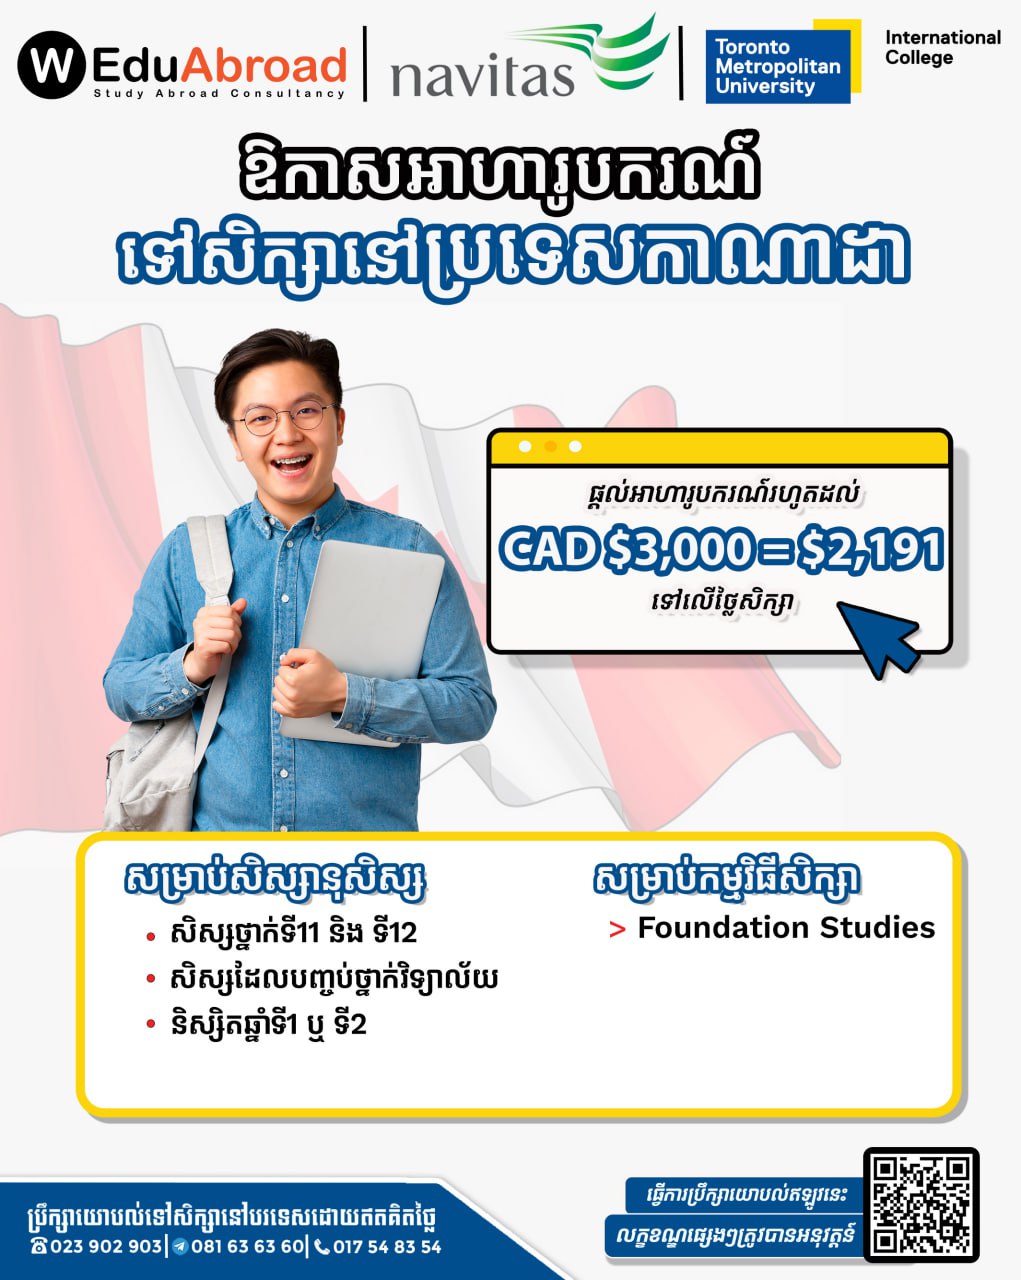 W EduAbroad
Study Abroad Consultancy
navitas
Toronto
Metropolitan
University
International
College
ឱកាសអាហារូបករណ៍
ទៅសិក្សានៅប្រទេសកាណាដា
ផ្តល់អាហារូបករណ៍រហូតដល់
CAD $3,000 = $2,191
ទៅលើថ្លៃសិក្សា
សម្រាប់សិស្សានុសិស្ស
• សិស្សថ្នាក់ទី11 និង ទី12
• សិស្សដែលបញ្ចប់ថ្នាក់វិទ្យាល័យ
• និស្សិតឆ្នាំទី1 ឬ ទី2
សម្រាប់កម្មវិធីសិក្សា
> Foundation Studies
ប្រឹក្សាយោបល់ទៅសិក្សានៅបរទេសដោយឥតគិតថ្លៃ
023 902 903 | 081 63 63 60 | 017 54 83 54
ធ្វើការប្រឹក្សាយោបល់ឥឡូវនេះ
លក្ខខណ្ឌផ្សេងៗត្រូវបានអនុវត្តន៍